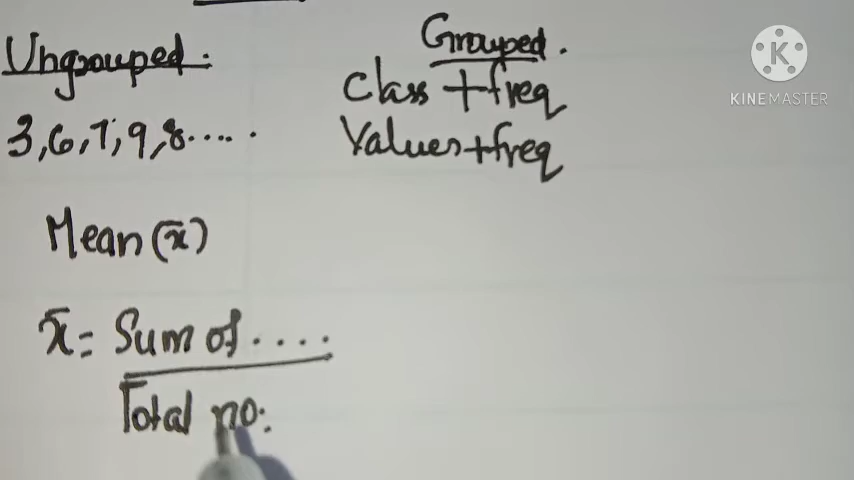 Ungrouped.
3, 6, 7, 9, 8.....
Grouped.
Class + freq
Values + freq
KINEMASTER
Mean (x̄)
x̄ = Sum of ....
Total no: